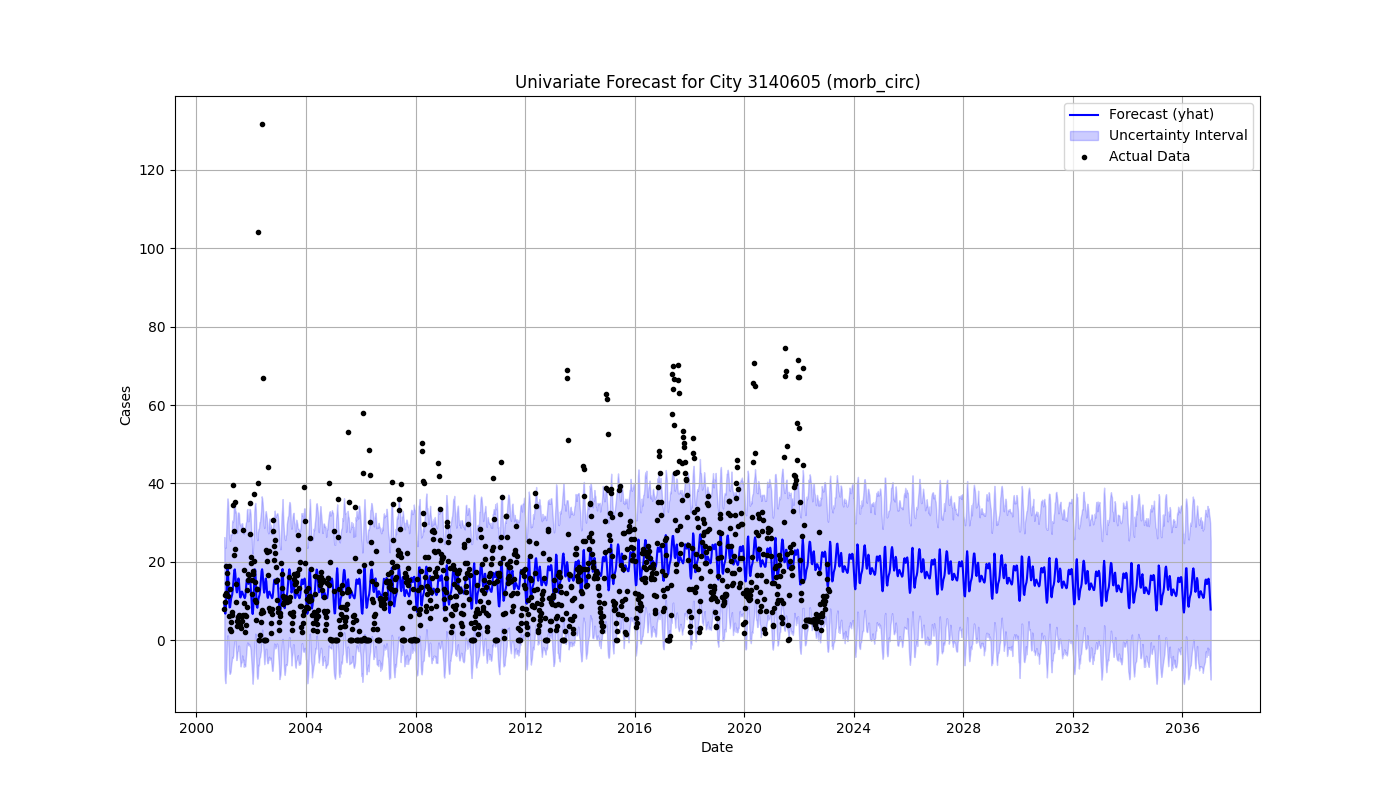 Univariate Forecast for City 3140605 (morb_circ)
Forecast (yhat)
Uncertainty Interval
Actual Data
120
100
80
60
40
20
0
Cases
2000 2004 2008 2012 2016 2020 2024 2028 2032 2036
Date